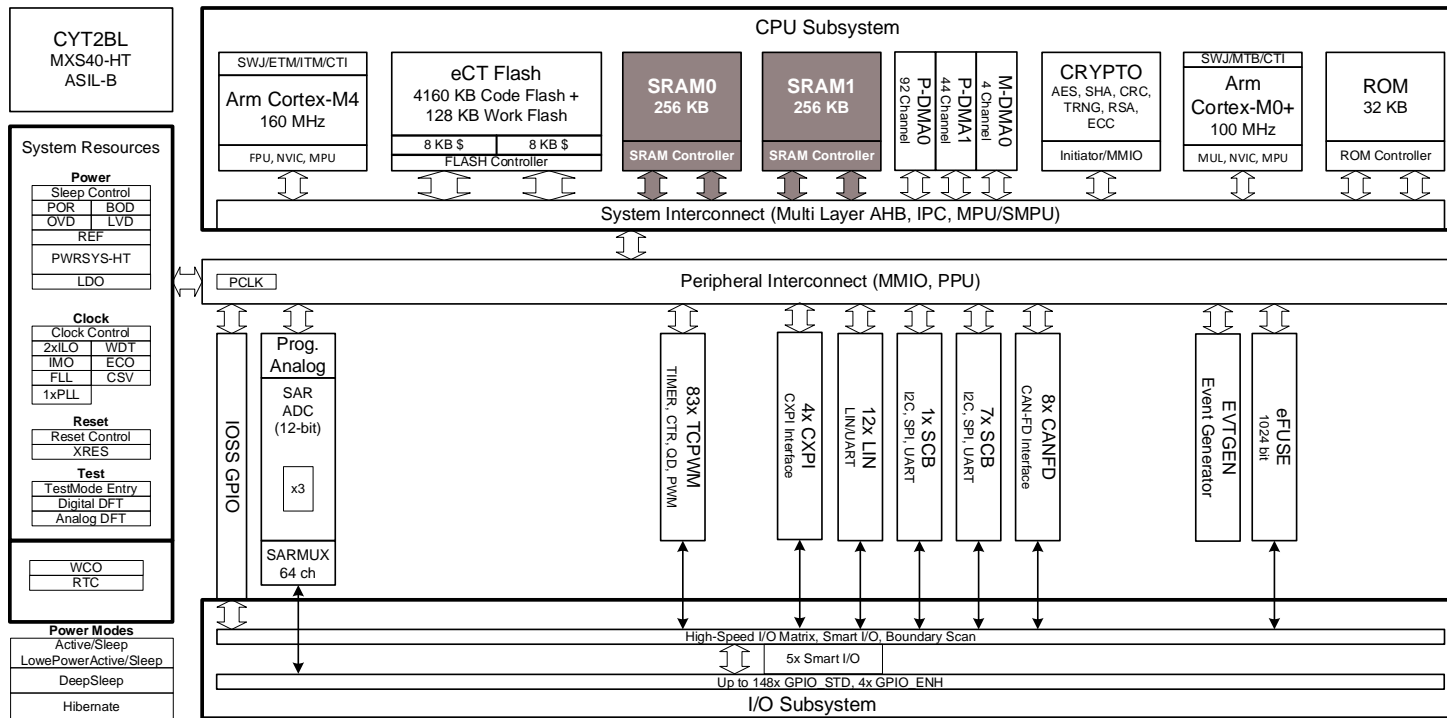 CYT2BL
MXS40-HT
ASIL-B
System Resources
Power
Sleep Control
POR
BOD
OVD
LVD
REF
PWRSYS-HT
LDO
Clock
Clock Control
2xILO
WDT
IMO
ECO
FLL
CSV
1xPLL
Reset
Reset Control
XRES
Test
TestMode Entry
Digital DFT
Analog DFT
WCO
RTC
Power Modes
Active/Sleep
LowePowerActive/Sleep
DeepSleep
Hibernate
CPU Subsystem
SWJ/ETM/ITM/CTI
Arm Cortex-M4
160 MHz
FPU, NVIC, MPU
eCT Flash
4160 KB Code Flash +
128 KB Work Flash
8 KB $
8 KB $
FLASH Controller
SRAM0
256 KB
SRAM Controller
SRAM1
256 KB
SRAM Controller
P-DMA0
92 Channel
P-DMA1
44 Channel
M-DMA0
4 Channel
CRYPTO
AES, SHA, CRC,
TRNG, RSA,
ECC
Initiator/MMIO
SWJ/MTB/CTI
Arm
Cortex-M0+
100 MHz
MUL, NVIC, MPU
ROM
32 KB
ROM Controller
System Interconnect (Multi Layer AHB, IPC, MPU/SMPU)
PCLK
Peripheral Interconnect (MMIO, PPU)
IOSS GPIO
Prog.
Analog
SAR
ADC
(12-bit)
x3
SARMUX
64 ch
83x TCPWM
TIMER, CTR, QD, PWM
4x CXPI
CXPI Interface
12x LIN
LIN/UART
1x SCB
I2C, SPI, UART
7x SCB
I2C, SPI, UART
8x CANFD
CAN-FD Interface
EVTGEN
Event Generator
eFUSE
1024 bit
High-Speed I/O Matrix, Smart I/O, Boundary Scan
5x Smart I/O
Up to 148x GPIO_STD, 4x GPIO_ENH
I/O Subsystem